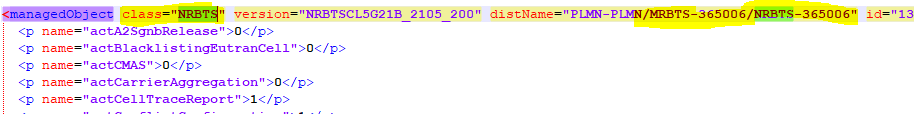 <managedObject class="NRBTS" version="NRBTSCL5G21B_2105_200" distName="PLMN-PLMN/MRBTS-365006/NRBTS-365006" id="13
<p name="actA2SgnbRelease">0</p>
<p name="actBlacklistingEutranCell">0</p>
<p name="actCMAS">0</p>
<p name="actCarrierAggregation">0</p>
<p name="actCellTraceReport">1</p>